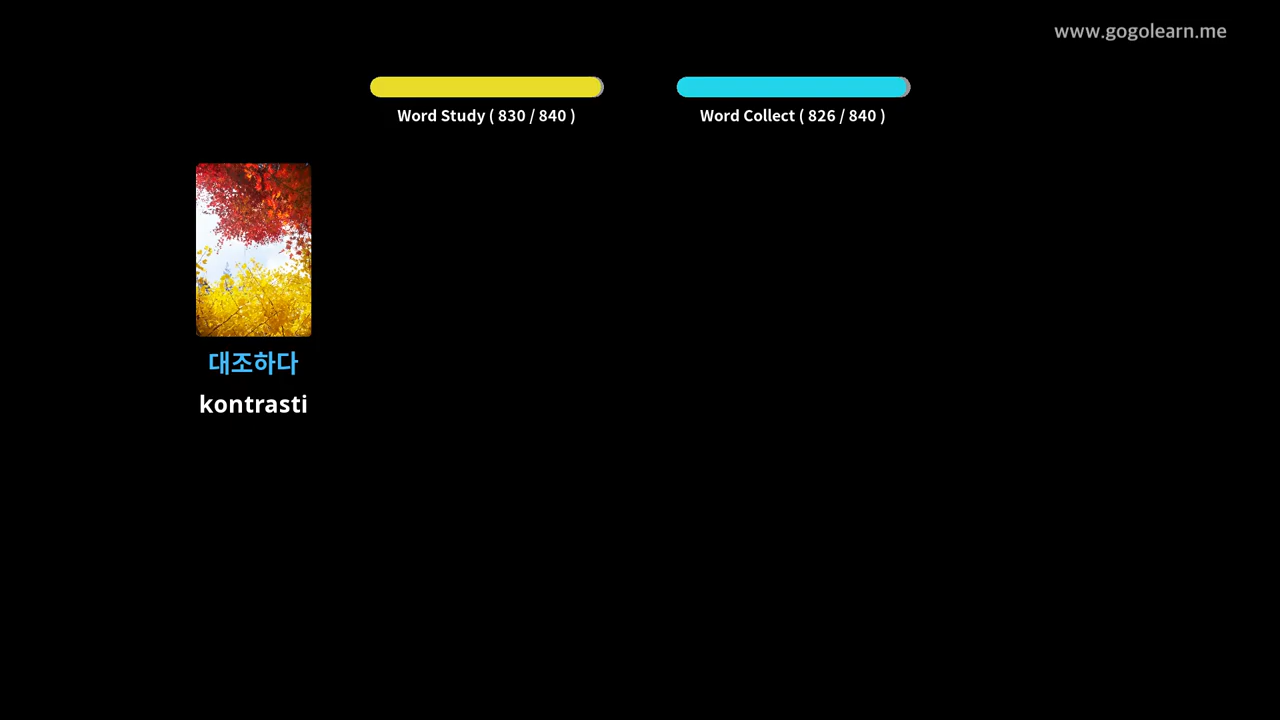 www.gogolearn.me
Word Study ( 830 / 840 )
Word Collect ( 826 / 840 )
대조하다
kontrasti